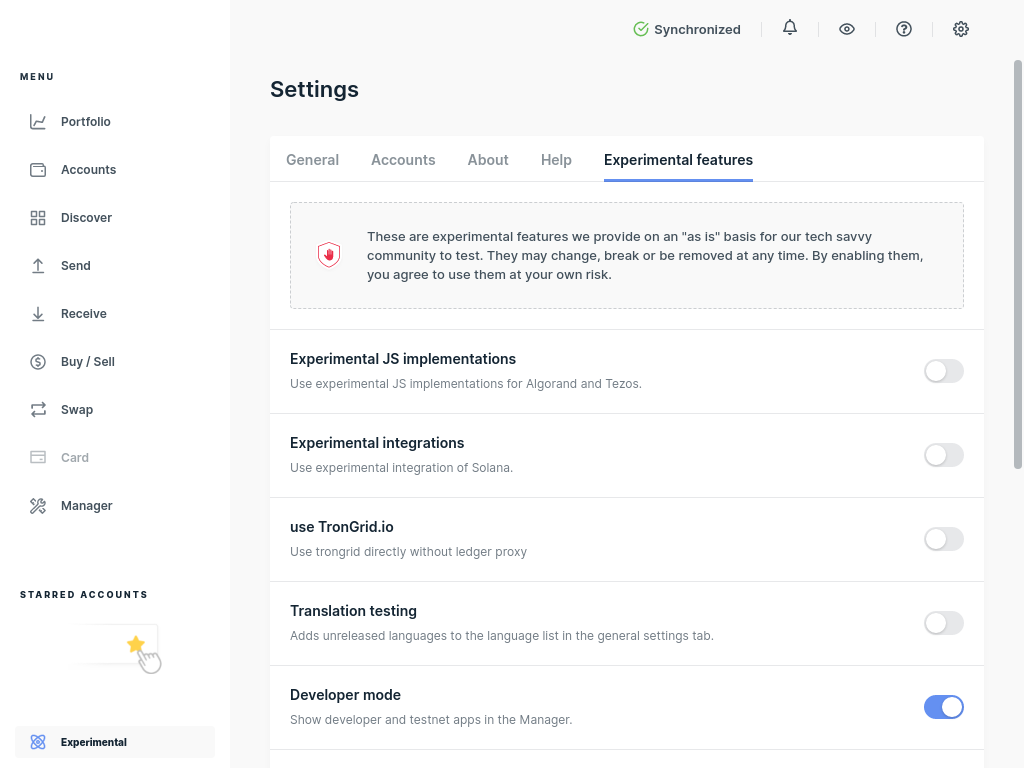 Synchronized
MENU
Portfolio
Accounts
Discover
Send
Receive
Buy / Sell
Swap
Card
Manager
STARRED ACCOUNTS
Experimental
Settings
General
Accounts
About
Help
Experimental features
These are experimental features we provide on an "as is" basis for our tech savvy
community to test. They may change, break or be removed at any time. By enabling them,
you agree to use them at your own risk.
Experimental JS implementations
Use experimental JS implementations for Algorand and Tezos.
Experimental integrations
Use experimental integration of Solana.
use TronGrid.io
Use trongrid directly without ledger proxy
Translation testing
Adds unreleased languages to the language list in the general settings tab.
Developer mode
Show developer and testnet apps in the Manager.